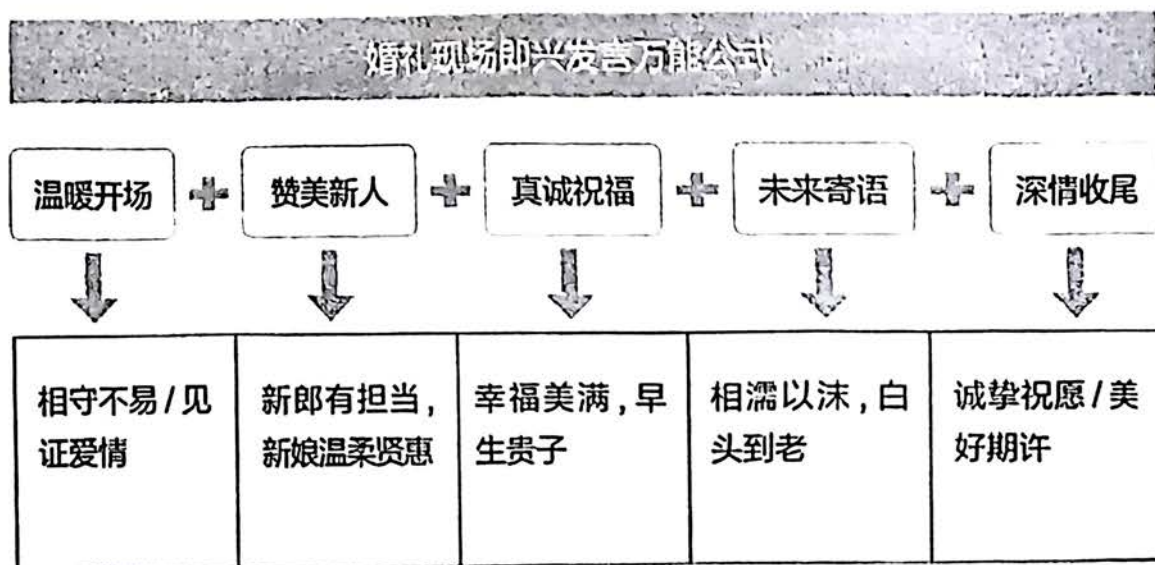 婚礼现场即兴发言万能公式
温暖开场 + 赞美新人 + 真诚祝福 + 未来寄语 + 深情收尾
相守不易/见
证爱情
新郎有担当，
新娘温柔贤惠
幸福美满，早
生贵子
相濡以沫，白
头到老
诚挚祝愿/美
好期许